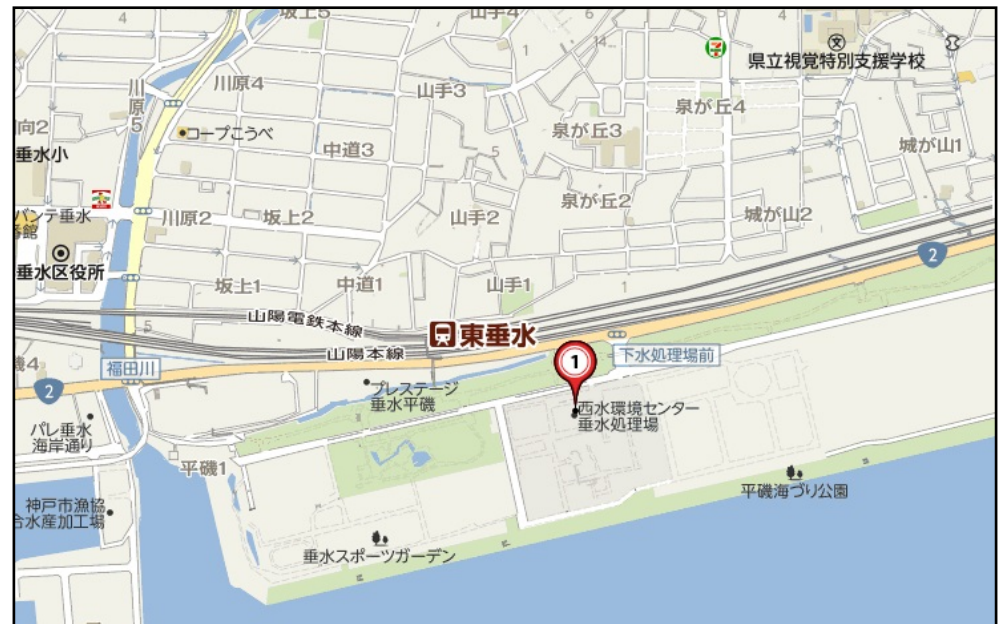 坂上5
山手4
4
1
14
4
県立視覚特別支援学校
川原4
川原5
山手3
泉が丘4
向2
コープこうべ
泉が丘3
垂水小
中道3
5
城が山1
バンテ垂水
番館
川原2
坂上2
山手2
泉が丘2
城が山2
垂水区役所
2
坂上1
中道1
山手1
1
山陽電鉄本線
5
東垂水
山陽本線
下水処理場前
1
磯4
福田川
2
プレステージ
垂水平磯
西水環境センター
垂水処理場
パレ垂水
海岸通り
平磯1
平磯海づり公園
神戸市漁協
合水産加工場
垂水スポーツガーデン